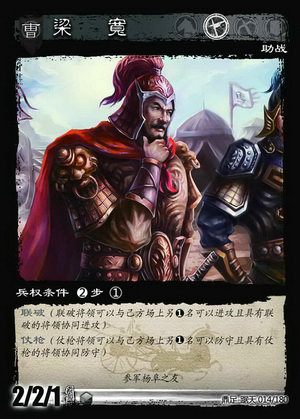 曹 梁寬
助战
兵权条件 ❷ 步 ①
联破（联破将领可以与己方场上另❶名可以进攻且具有联
破的将领协同进攻）
仗枪（仗枪将领可以与己方场上另❶名可以防守且具有仗
枪的将领协同防守）
参军杨阜之友
2/2/1
014/180